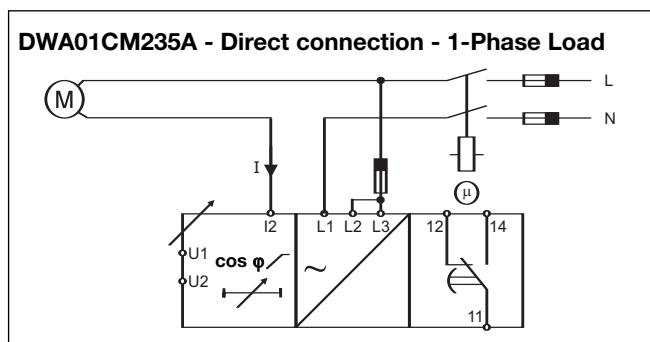 DWA01CM235A - Direct connection - 1-Phase Load
L
M
N
I
µ
I2 L1 L2 L3 12 14
U1
cos φ
~
U2
11